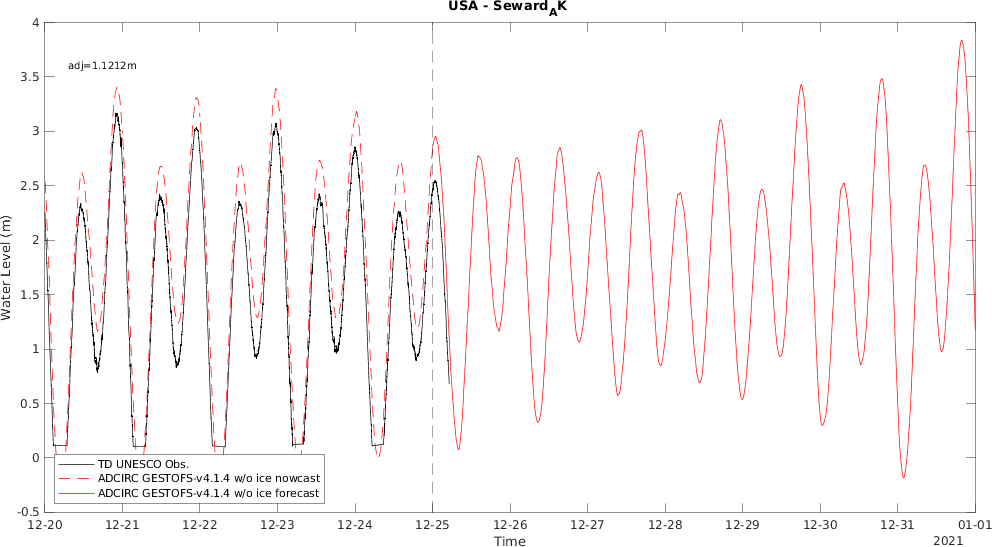 USA - Seward_AK
adj=1.1212m
Water Level (m)
4
3.5
3
2.5
2
1.5
1
0.5
0
-0.5
TD UNESCO Obs.
ADCIRC GESTOFS-v4.1.4 w/o ice nowcast
ADCIRC GESTOFS-v4.1.4 w/o ice forecast
12-20 12-21 12-22 12-23 12-24 12-25 12-26 12-27 12-28 12-29 12-30 12-31 01-01
Time
2021